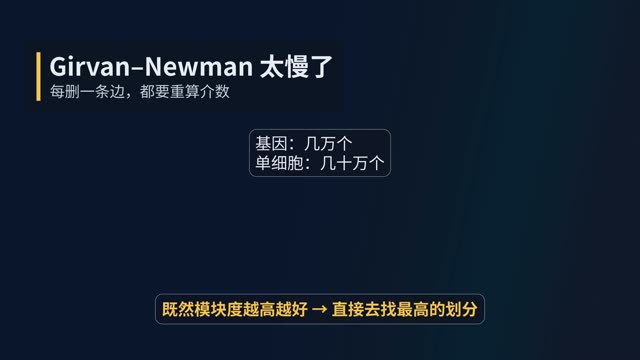 Girvan–Newman 太慢了
每删一条边，都要重算介数
基因：几万个
单细胞：几十万个
既然模块度越高越好 → 直接去找最高的划分